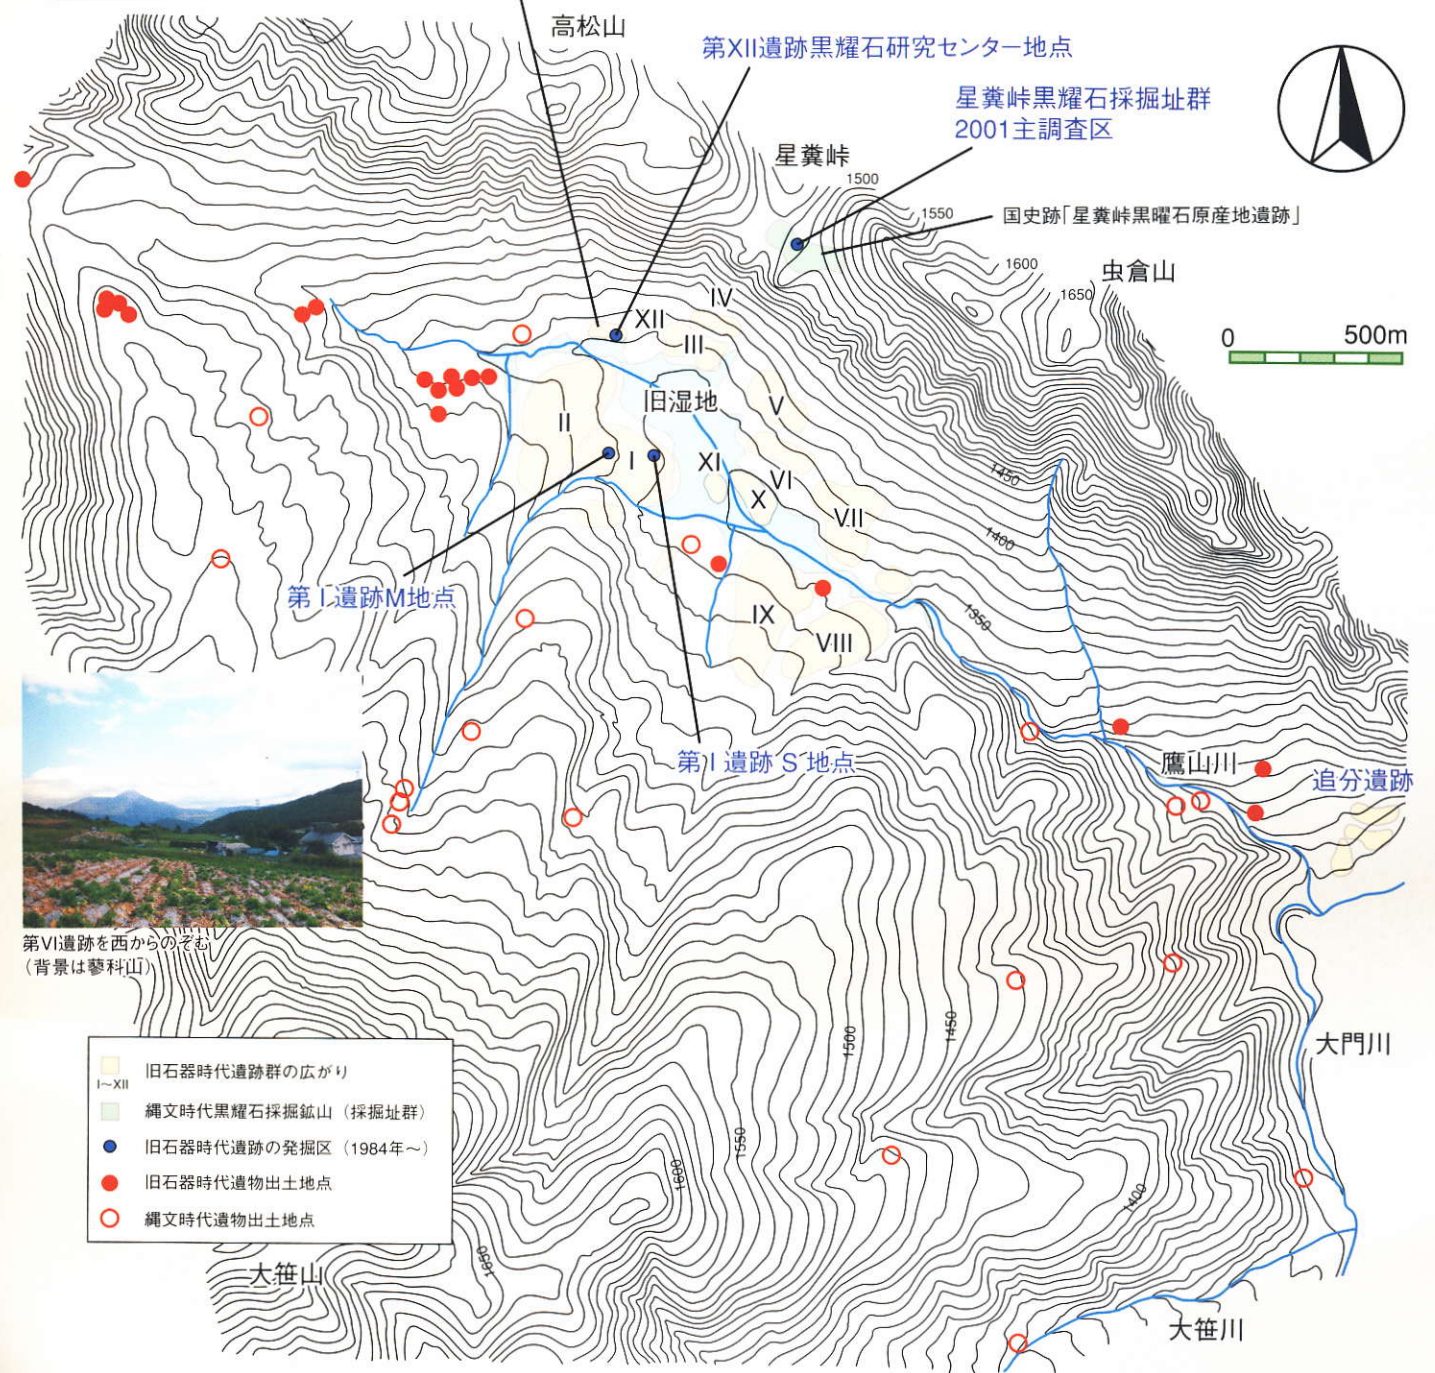 高松山
第XII遺跡黒耀石研究センター地点
星糞峠黒耀石採掘址群
2001主調査区
星糞峠
1500
1550
国史跡「星糞峠黒曜石原産地遺跡」
1600
虫倉山
1650
0 500m
IV
XII
III
旧湿地
V
II
I
XI
VI
X
VII
1450
1400
第I遺跡M地点
IX
VIII
1350
第I遺跡S地点
鷹山川
追分遺跡
第VI遺跡を西からのぞむ
(背景は蓼科山)
1500
1450
大門川
I〜XII
旧石器時代遺跡群の広がり
縄文時代黒耀石採掘鉱山(採掘址群)
旧石器時代遺跡の発掘区(1984年〜)
旧石器時代遺物出土地点
縄文時代遺物出土地点
1550
1600
1400
1650
大笹山
大笹川